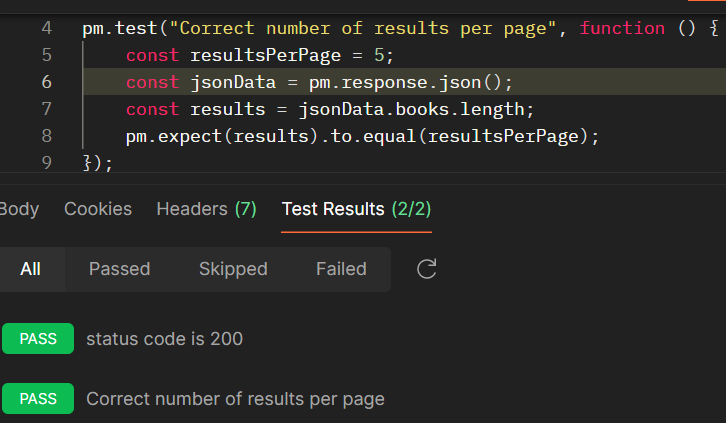 4 pm.test("Correct number of results per page", function () {
5 const resultsPerPage = 5;
6 const jsonData = pm.response.json();
7 const results = jsonData.books.length;
8 pm.expect(results).to.equal(resultsPerPage);
9 });
Body Cookies Headers (7) Test Results (2/2)
All Passed Skipped Failed
PASS status code is 200
PASS Correct number of results per page